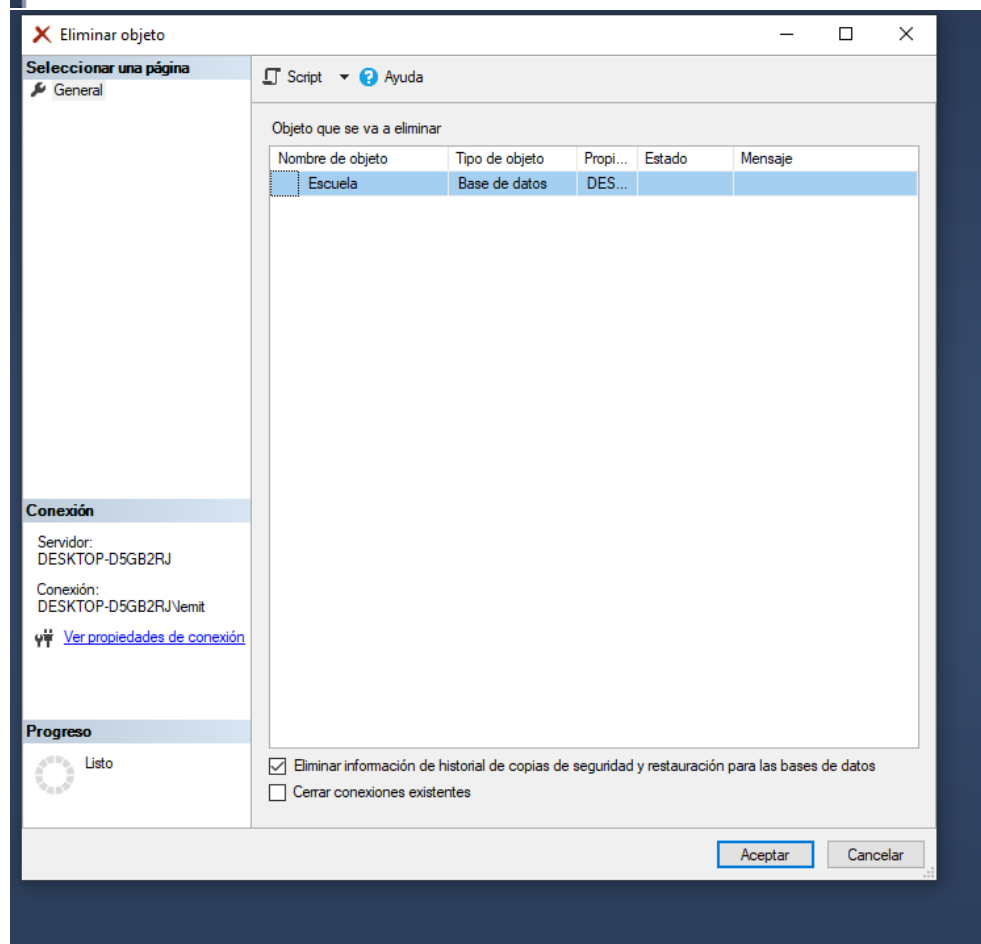 Eliminar objeto
Seleccionar una página
General
Script
Ayuda
Objeto que se va a eliminar
Nombre de objeto Tipo de objeto Propi... Estado Mensaje
Escuela Base de datos DES...
Conexión
Servidor:
DESKTOP-D5GB2RJ
Conexión:
DESKTOP-D5GB2RJ\lemit
Ver propiedades de conexión
Progreso
Listo
Eliminar información de historial de copias de seguridad y restauración para las bases de datos
Cerrar conexiones existentes
Aceptar Cancelar